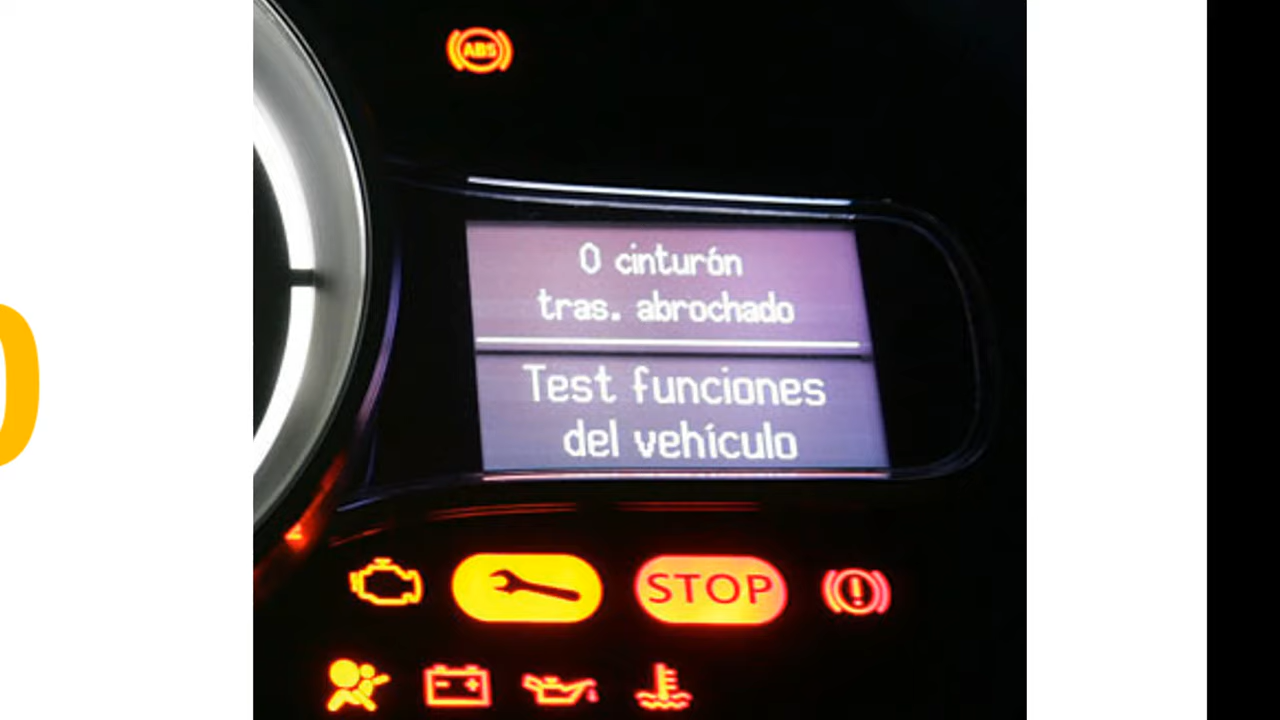 ABS
0 cinturón
tras. abrochado
Test funciones
del vehículo
STOP